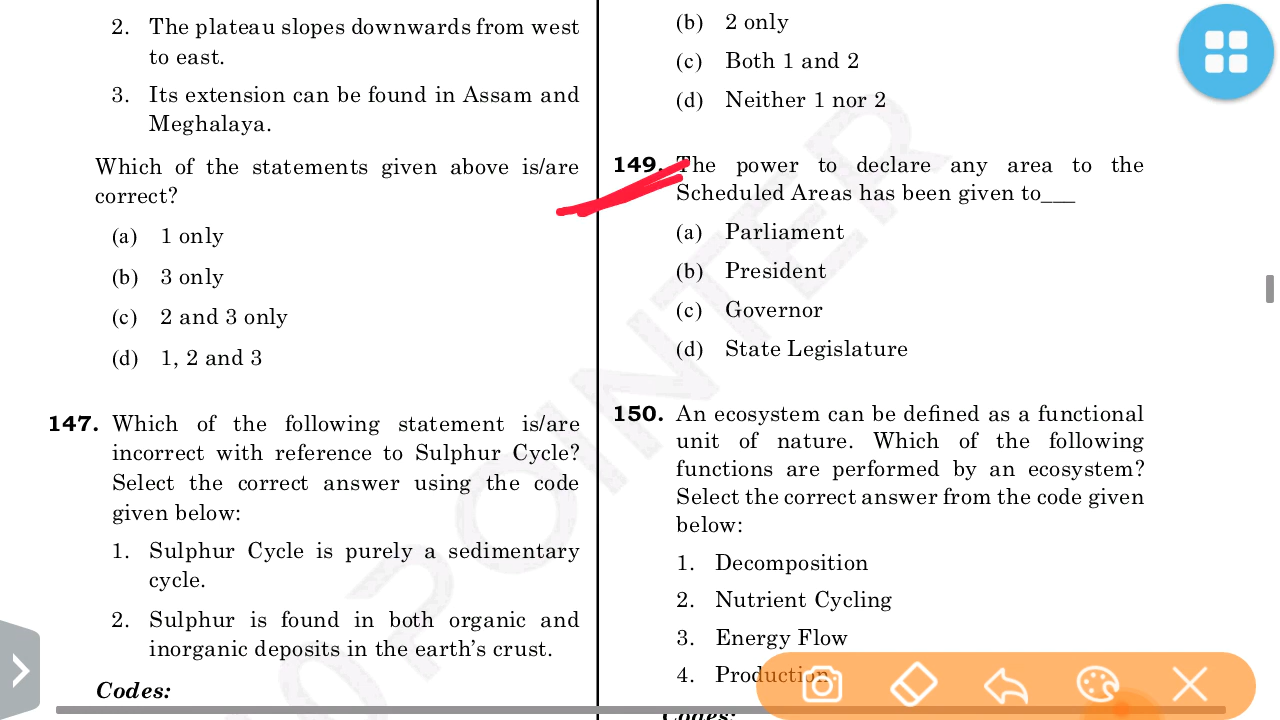 2. The plateau slopes downwards from west
to east.
3. Its extension can be found in Assam and
Meghalaya.
Which of the statements given above is/are
correct?
(a) 1 only
(b) 3 only
(c) 2 and 3 only
(d) 1, 2 and 3
147. Which of the following statement is/are
incorrect with reference to Sulphur Cycle?
Select the correct answer using the code
given below:
1. Sulphur Cycle is purely a sedimentary
cycle.
2. Sulphur is found in both organic and
inorganic deposits in the earth's crust.
Codes:
(b) 2 only
(c) Both 1 and 2
(d) Neither 1 nor 2
149. The power to declare any area to the
Scheduled Areas has been given to___
(a) Parliament
(b) President
(c) Governor
(d) State Legislature
150. An ecosystem can be defined as a functional
unit of nature. Which of the following
functions are performed by an ecosystem?
Select the correct answer from the code given
below:
1. Decomposition
2. Nutrient Cycling
3. Energy Flow
4. Production
Codes:
POINTER